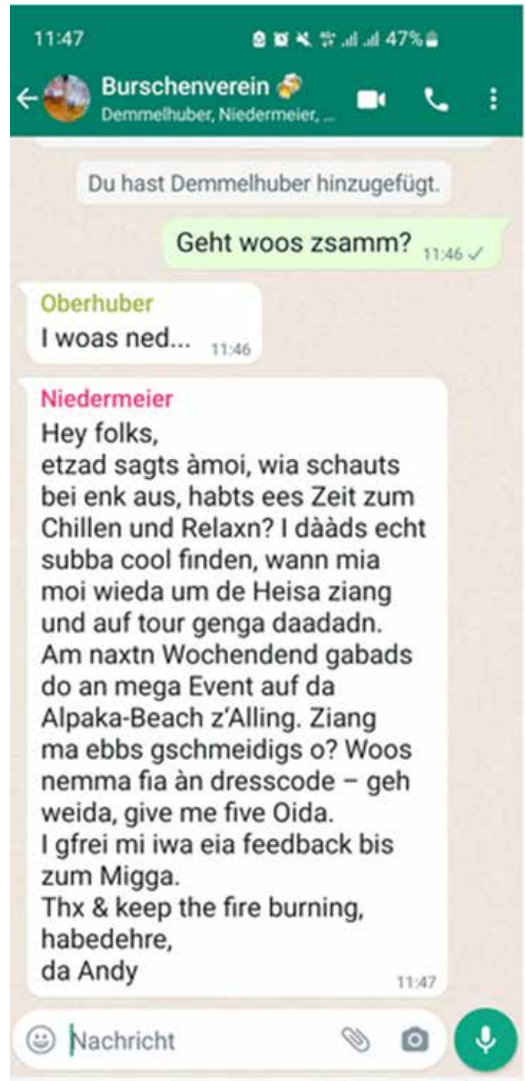 11:47 47%
Burschenverein
Demmelhuber, Niedermeier, ...
Du hast Demmelhuber hinzugefügt.
Geht woos zsamm? 11:46
Oberhuber
I woas ned... 11:46
Niedermeier
Hey folks,
etzad sagts àmoi, wia schauts
bei enk aus, habts ees Zeit zum
Chillen und Relaxn? I dààds echt
subba cool finden, wann mia
moi wieda um de Heisa ziang
und auf tour genga daadadn.
Am naxtn Wochendend gabads
do an mega Event auf da
Alpaka-Beach z'Alling. Ziang
ma ebbs gschmeidigs o? Woos
nemma fia àn dresscode – geh
weida, give me five Oida.
I gfrei mi iwa eia feedback bis
zum Migga.
Thx & keep the fire burning,
habedehre,
da Andy 11:47
Nachricht